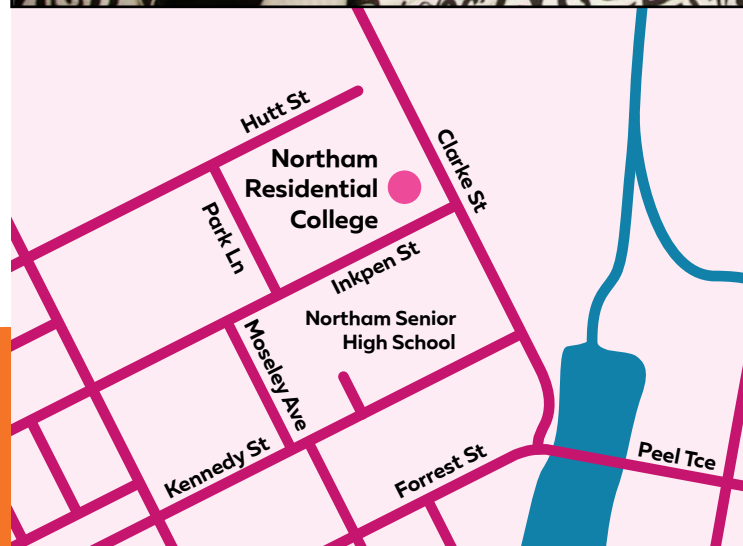 Hutt St
Northam
Residential
College
Clarke St
Park Ln
Inkpen St
Northam Senior
High School
Moseley Ave
Kennedy St
Forrest St
Peel Tce